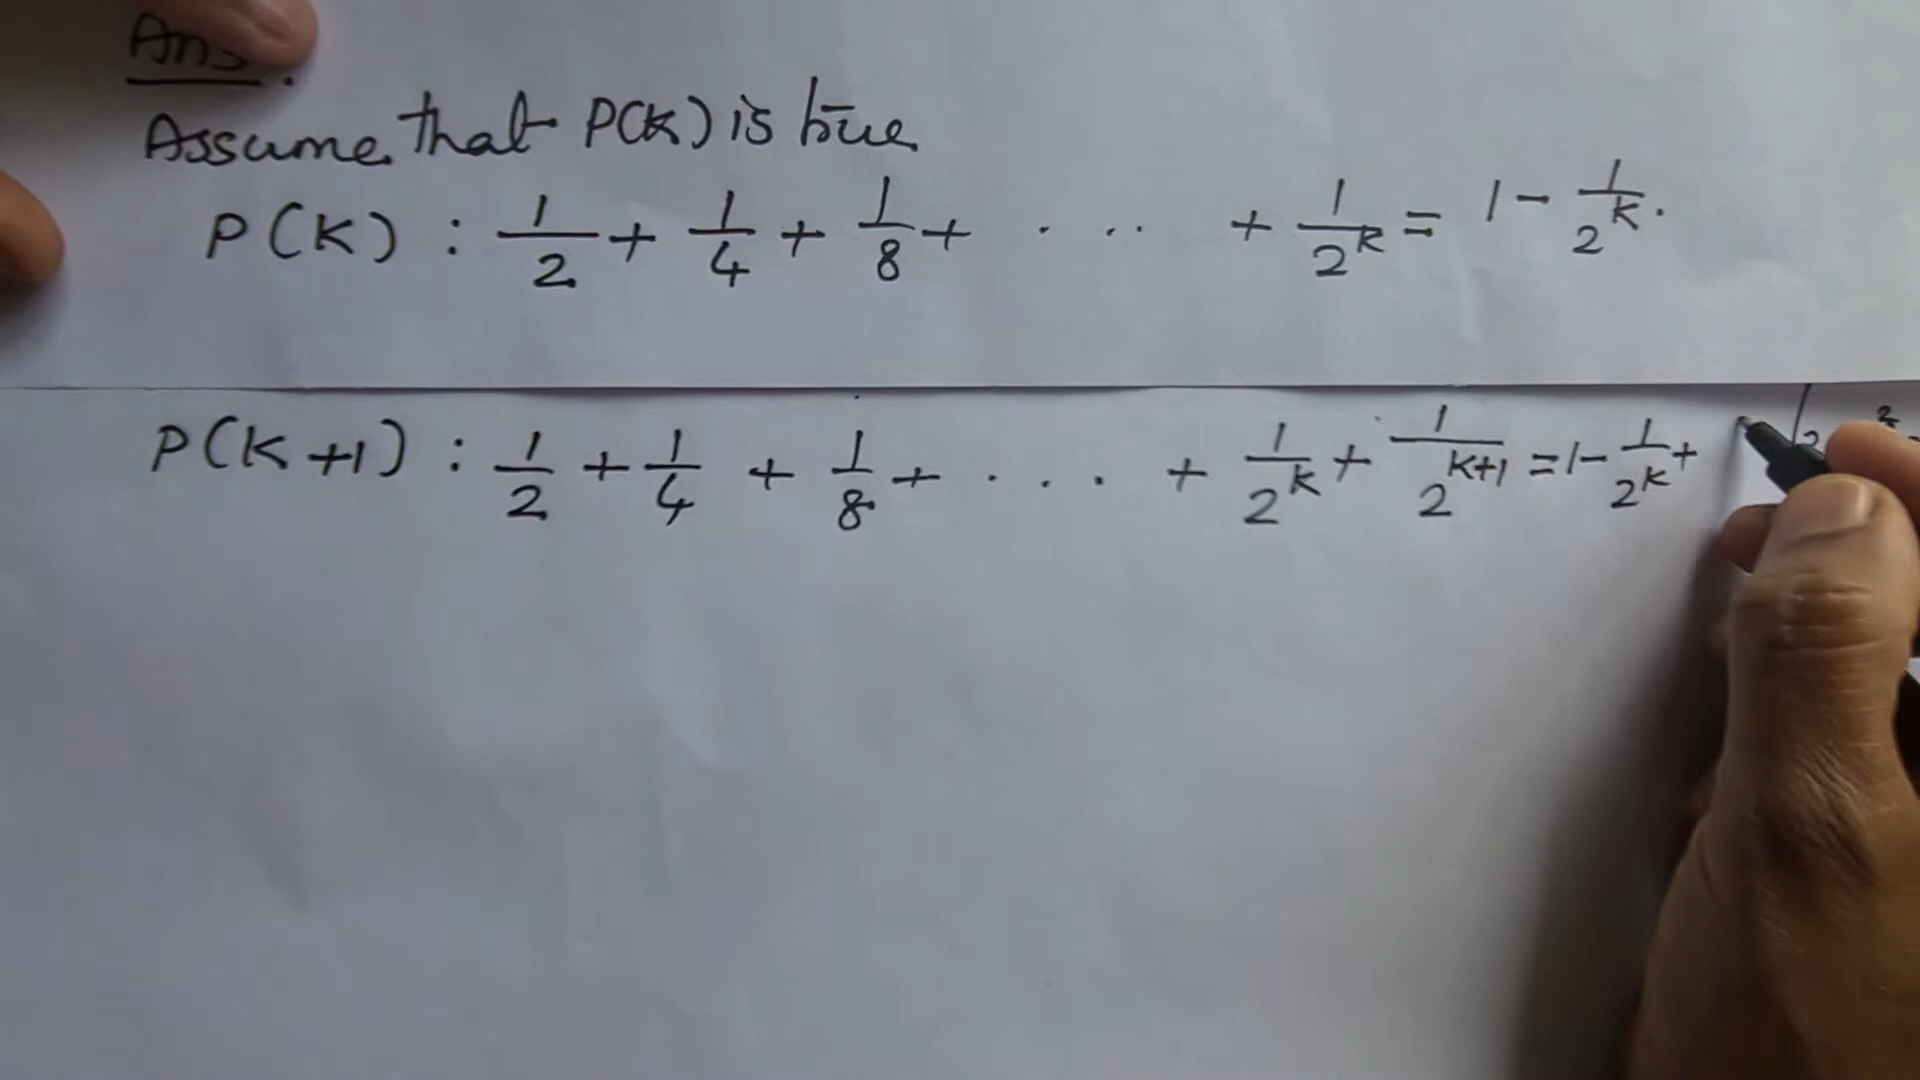 Ans.
Assume that P(K) is true
P(K) : 1/2 + 1/4 + 1/8 + . . . + 1/2^K = 1 - 1/2^K.
P(K+1) : 1/2 + 1/4 + 1/8 + . . . + 1/2^K + 1/2^K+1 = 1 - 1/2^K +